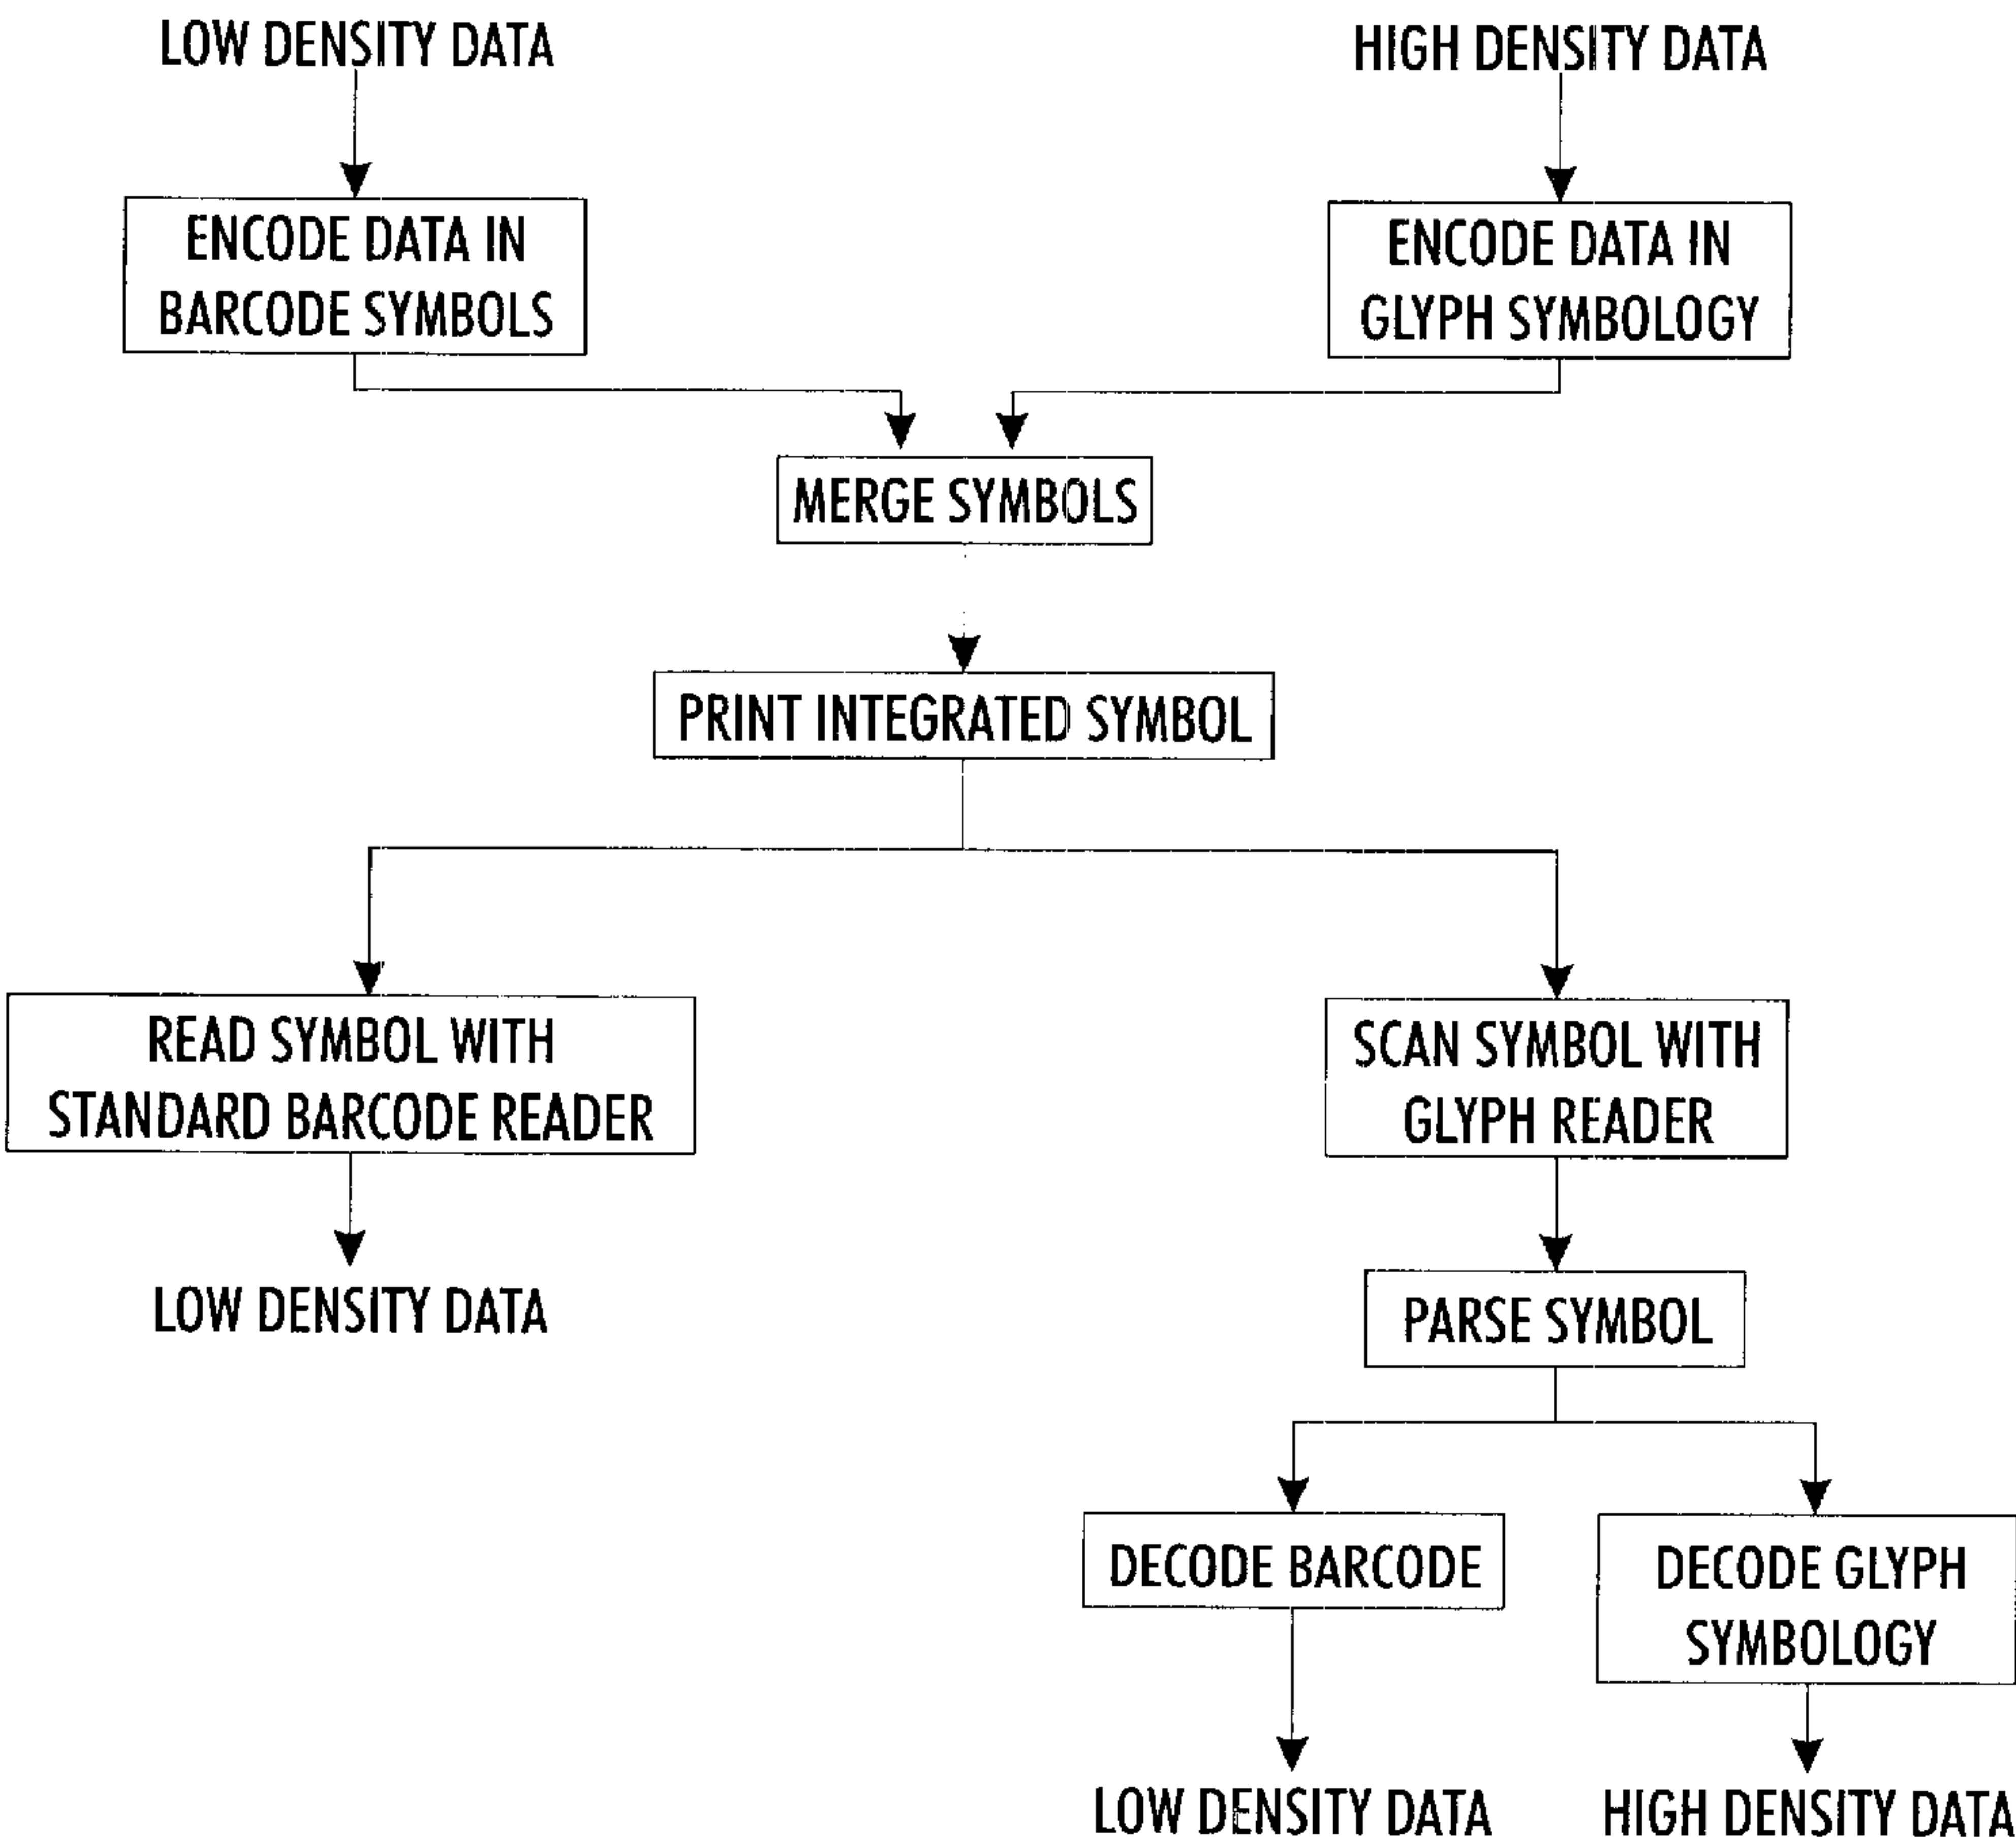 LOW DENSITY DATA
HIGH DENSITY DATA
ENCODE DATA IN
BARCODE SYMBOLS
ENCODE DATA IN
GLYPH SYMBOLOGY
MERGE SYMBOLS
PRINT INTEGRATED SYMBOL
READ SYMBOL WITH
STANDARD BARCODE READER
SCAN SYMBOL WITH
GLYPH READER
LOW DENSITY DATA
PARSE SYMBOL
DECODE BARCODE
DECODE GLYPH
SYMBOLOGY
LOW DENSITY DATA
HIGH DENSITY DATA